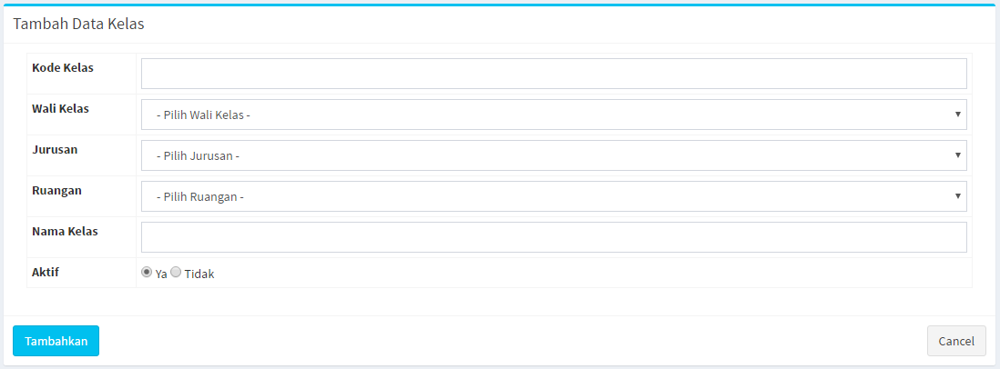 Tambah Data Kelas
Kode Kelas
Wali Kelas
- Pilih Wali Kelas -
Jurusan
- Pilih Jurusan -
Ruangan
- Pilih Ruangan -
Nama Kelas
Aktif
Ya Tidak
Tambahkan
Cancel